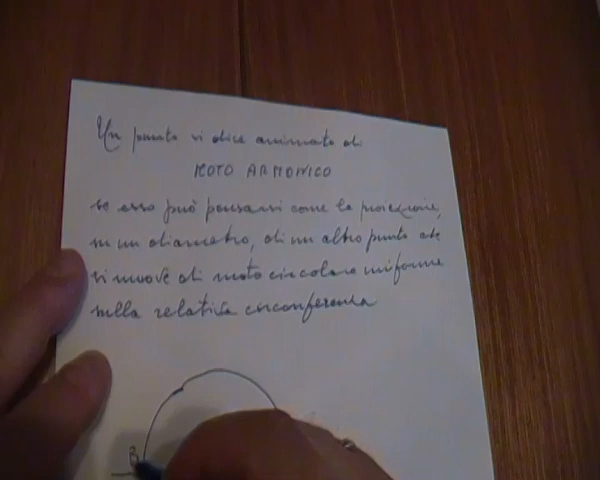 Un punto si dice animato di
MOTO ARMONICO
se esso può pensarsi come la proiezione,
su un diametro, di un altro punto che
si muove di moto circolare uniforme
sulla relativa circonferenza
B